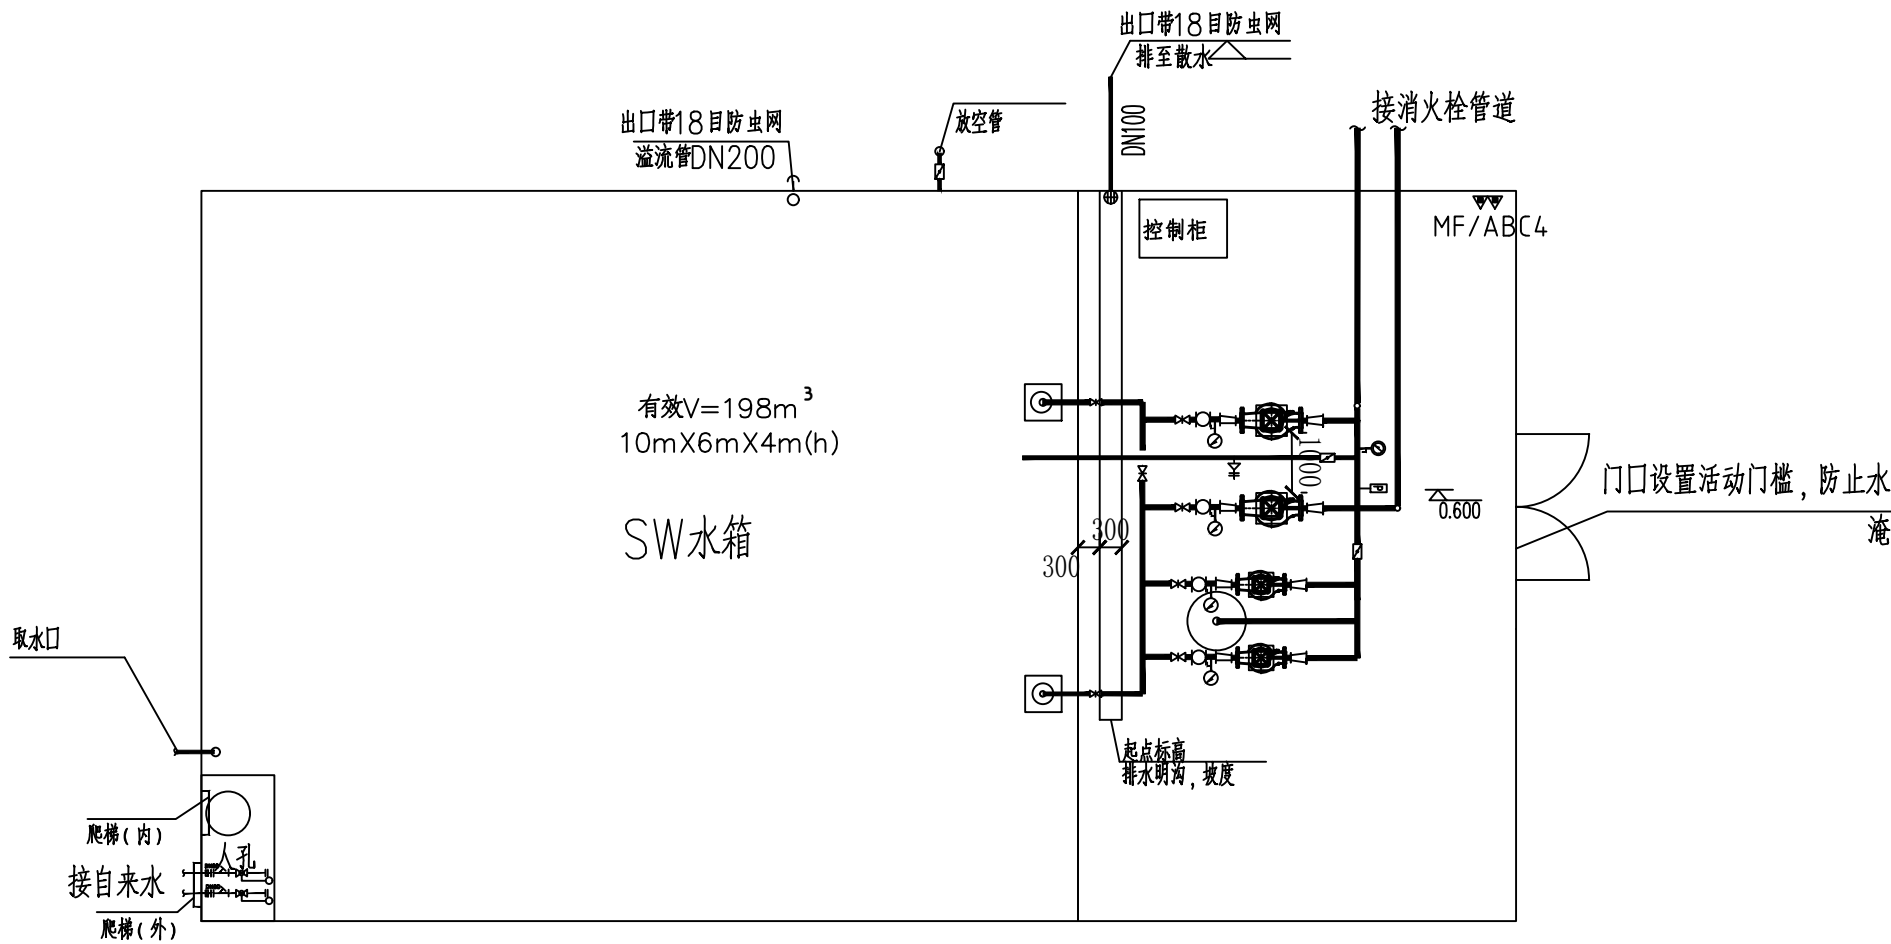 出口带18目防虫网
排至散水
DN100
接消火栓管道
出口带18目防虫网
溢流管DN200
放空管
控制柜
MF/ABC4
有效V=198m³
10mX6mX4m(h)
SW水箱
1000
300
300
0.600
门口设置活动门槛，防止水
淹
取水口
起点标高
排水明沟，坡度
爬梯(内)
人孔
接自来水
爬梯(外)
P